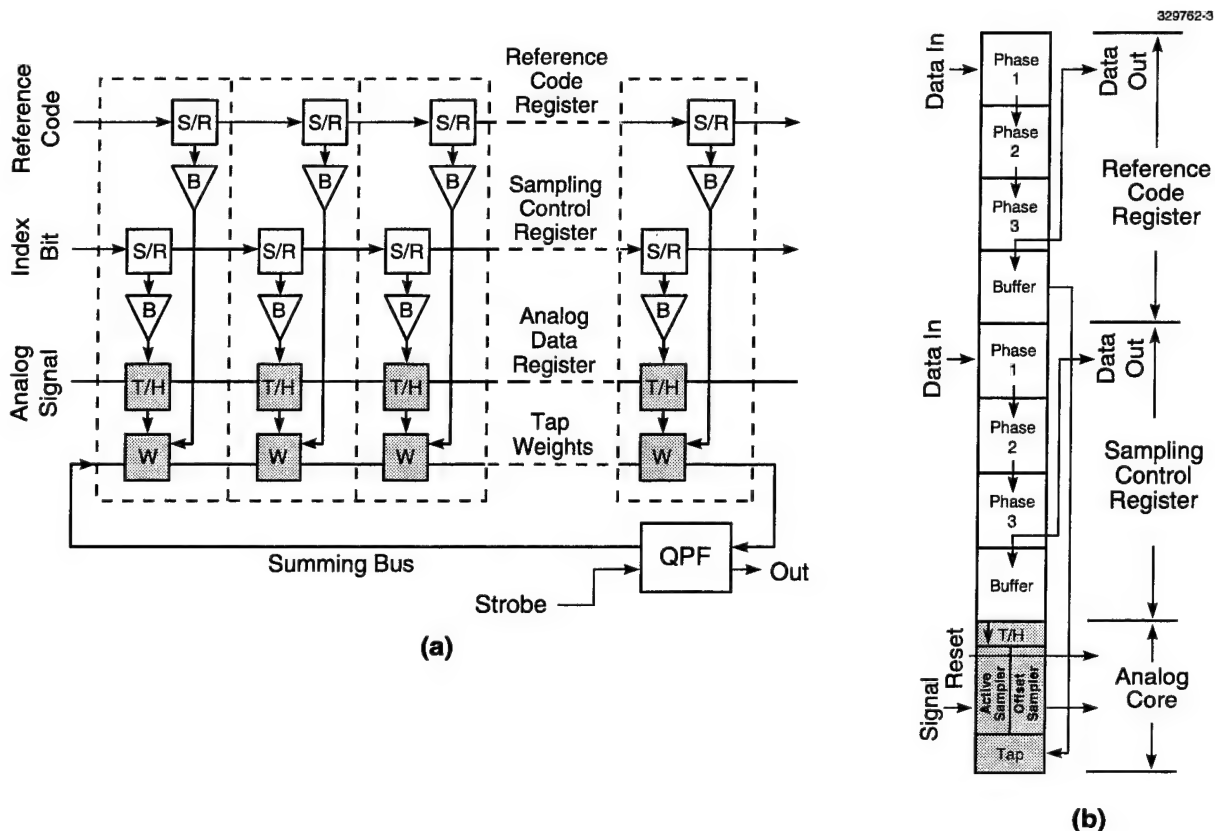 329762-3
Reference
Code
Reference
Code
Register
S/R
S/R
S/R
S/R
B
B
B
B
Index
Bit
Sampling
Control
Register
S/R
S/R
S/R
S/R
B
B
B
B
Analog
Signal
Analog
Data
Register
T/H
T/H
T/H
T/H
Tap
Weights
W
W
W
W
Summing Bus
QPF
Out
Strobe
(a)
Data In
Phase
1
Phase
2
Phase
3
Buffer
Data
Out
Reference
Code
Register
Data In
Phase
1
Phase
2
Phase
3
Buffer
Data
Out
Sampling
Control
Register
T/H
Reset
Signal
Active
Sampler
Offset
Sampler
Tap
Analog
Core
(b)